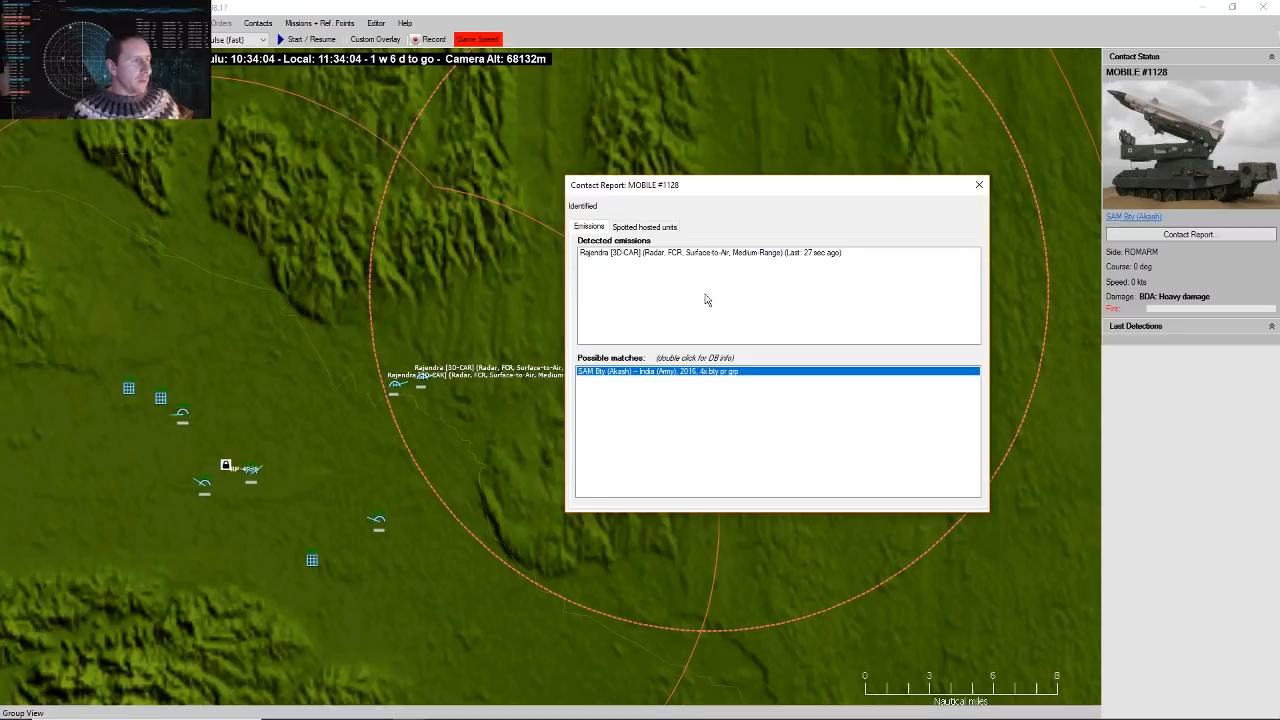 Orders Contacts Missions + Ref. Points Editor Help
Start / Resume Custom Overlay Record Game Speed
10:34:04 - Local: 11:34:04 - 1 w 6 d to go - Camera Alt: 68132m
Contact Report: MOBILE #1128
Identified
Emissions Spotted hosted units
Detected emissions
Rajendra [3D-CAR] (Radar, FCR, Surface-to-Air, Medium-Range) (Last: 27 sec ago)
Possible matches: (double click for DB info)
SAM Bty (Akash) -- India (Army), 2016, 4x bty pr grp
Rajendra [3D-CAR] (Radar, FCR, Surface-to-Air,
Rajendra [3D-CAR] (Radar, FCR, Surface-to-Air, Medium
Contact Status
MOBILE #1128
SAM Bty (Akash)
Contact Report...
Side: ROMARM
Course: 0 deg
Speed: 0 kts
Damage: BDA: Heavy damage
Fire:
Last Detections
0 3 6 8
Nautical miles
Group View